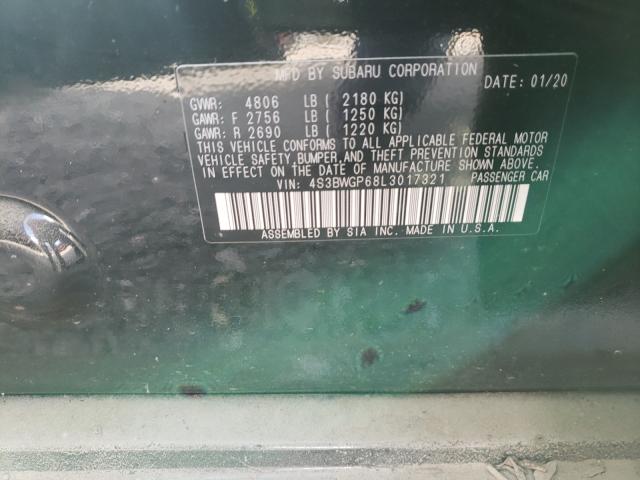 MFD BY SUBARU CORPORATION
DATE: 01/20
GVWR: 4806 LB ( 2180 KG)
GAWR: F 2756 LB ( 1250 KG)
GAWR: R 2690 LB ( 1220 KG)
THIS VEHICLE CONFORMS TO ALL APPLICABLE FEDERAL MOTOR
VEHICLE SAFETY, BUMPER, AND THEFT PREVENTION STANDARDS
IN EFFECT ON THE DATE OF MANUFACTURE SHOWN ABOVE.
VIN: 4S3BWGP68L3017321 PASSENGER CAR
ASSEMBLED BY SIA INC. MADE IN U.S.A.